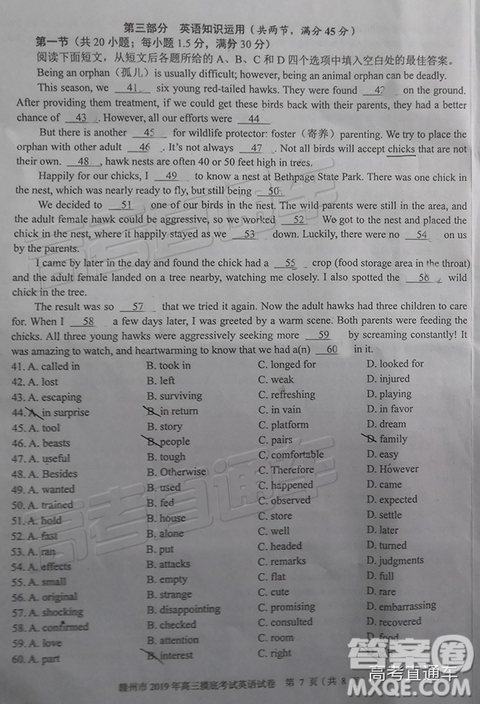 第三部分 英语知识运用(共两节，满分 45 分)
第一节 (共 20 小题；每小题 1.5 分，满分 30 分)
阅读下面短文，从短文后各题所给的 A、B、C 和 D 四个选项中填入空白处的最佳答案。
Being an orphan (孤儿) is usually difficult; however, being an animal orphan can be deadly.
This season, we 41 six young red-tailed hawks. They were found 42 on the ground.
After providing them treatment, if we could get these birds back with their parents, they had a better
chance of 43 . However, all our efforts were 44
But there is another 45 for wildlife protector: foster (寄养) parenting. We try to place the
orphan with other adult 46 . It's not always 47 . Not all birds will accept chicks that are not
their own. 48 , hawk nests are often 40 or 50 feet high in trees.
Happily for our chicks, I 49 to know a nest at Bethpage State Park. There was one chick in
the nest, which was nearly ready to fly, but still being 50
We decided to 51 one of our birds in the nest. The wild parents were still in the area, and
the adult female hawk could be aggressive, so we worked 52 . We got to the nest and placed the
chick in the nest, where it happily stayed as we 53 down. Luckily, there were no 54 on us
by the parents.
I came by later in the afternoon. The chick had a 55 crop (food storage area in the throat)
and the adult female landed on a tree nearby, watching me closely. I also spotted the 56 wild
chick in the tree.
The result was so 57 that we tried it again. Now the adult hawks had three children to care
for. When I 58 a few days later, I was greeted by a heartwarming scene. Both parents were feeding the
chicks. All three young hawks were aggressively seeking more 59 by screaming constantly! It
was amazing to watch, and heartwarming to know that we had a(n) 60 in it.
41. A. called in B. took in C. longed for D. looked for
42. A. lost B. left C. weak D. injured
43. A. escaping B. surviving C. refreshing D. playing
44. A. in surprise B. in return C. in vain D. in favor
45. A. tool B. story C. platform D. dream
46. A. beasts B. people C. pairs D. family
47. A. useful B. tough C. comfortable D. easy
48. A. Besides B. Otherwise C. Therefore D. However
49. A. wanted B. used C. happened D. came
50. A. trained B. fed C. observed D. expected
51. A. hold B. house C. store D. settle
52. A. fast B. alone C. well D. late
53. A. ran B. put C. headed D. turned
54. A. effects B. attacks C. remarks D. judgments
55. A. small B. empty C. flat D. full
56. A. original B. strange C. cute D. rare
57. A. shocking B. disappointing C. promising D. embarrassing
58. A. confirmed B. checked C. consulted D. recovered
59. A. love B. attention C. room D. food
60. A. part B. interest C. right
赣州市 2019 年高三摸底考试英语试卷 第 7 页 (共 8
高考直通车
高考直通车
MXQE.COM